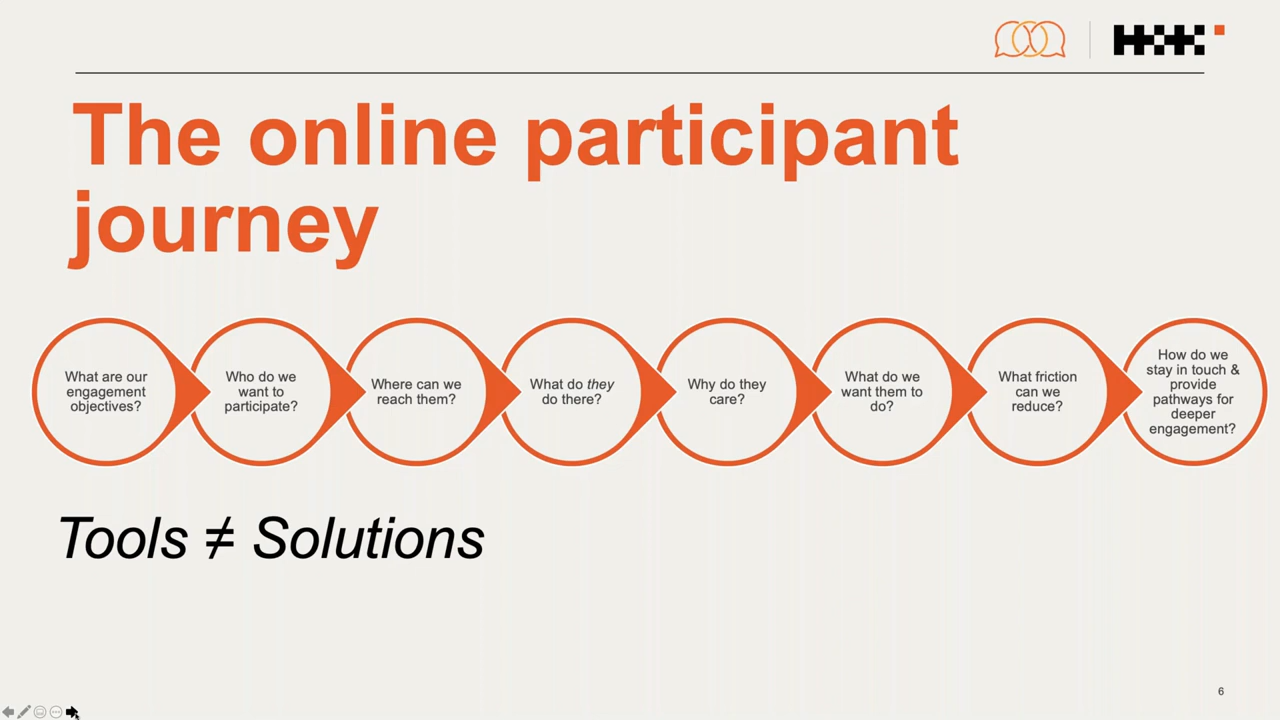 The online participant
journey
What are our
engagement
objectives?
Who do we
want to
participate?
Where can we
reach them?
What do they
do there?
Why do they
care?
What do we
want them to
do?
What friction
can we
reduce?
How do we
stay in touch &
provide
pathways for
deeper
engagement?
Tools ≠ Solutions
6